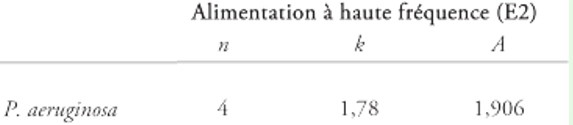 Alimentation à haute fréquence (E2)
n k A
P. aeruginosa 4 1,78 1,906